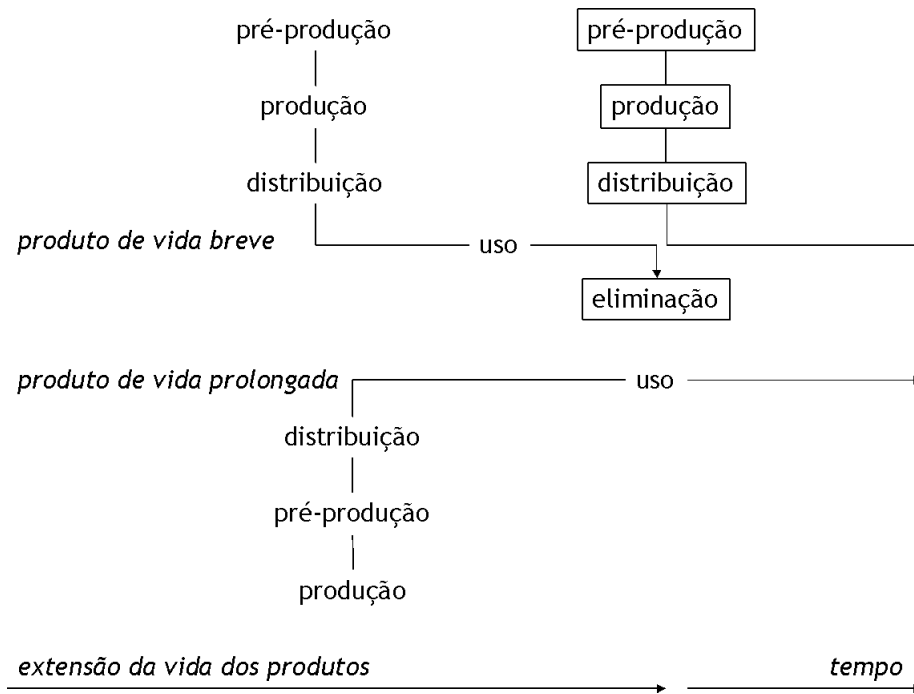 pré-produção pré-produção
produção produção
distribuição distribuição
produto de vida breve uso
eliminação
produto de vida prolongada uso
distribuição
pré-produção
produção
extensão da vida dos produtos tempo